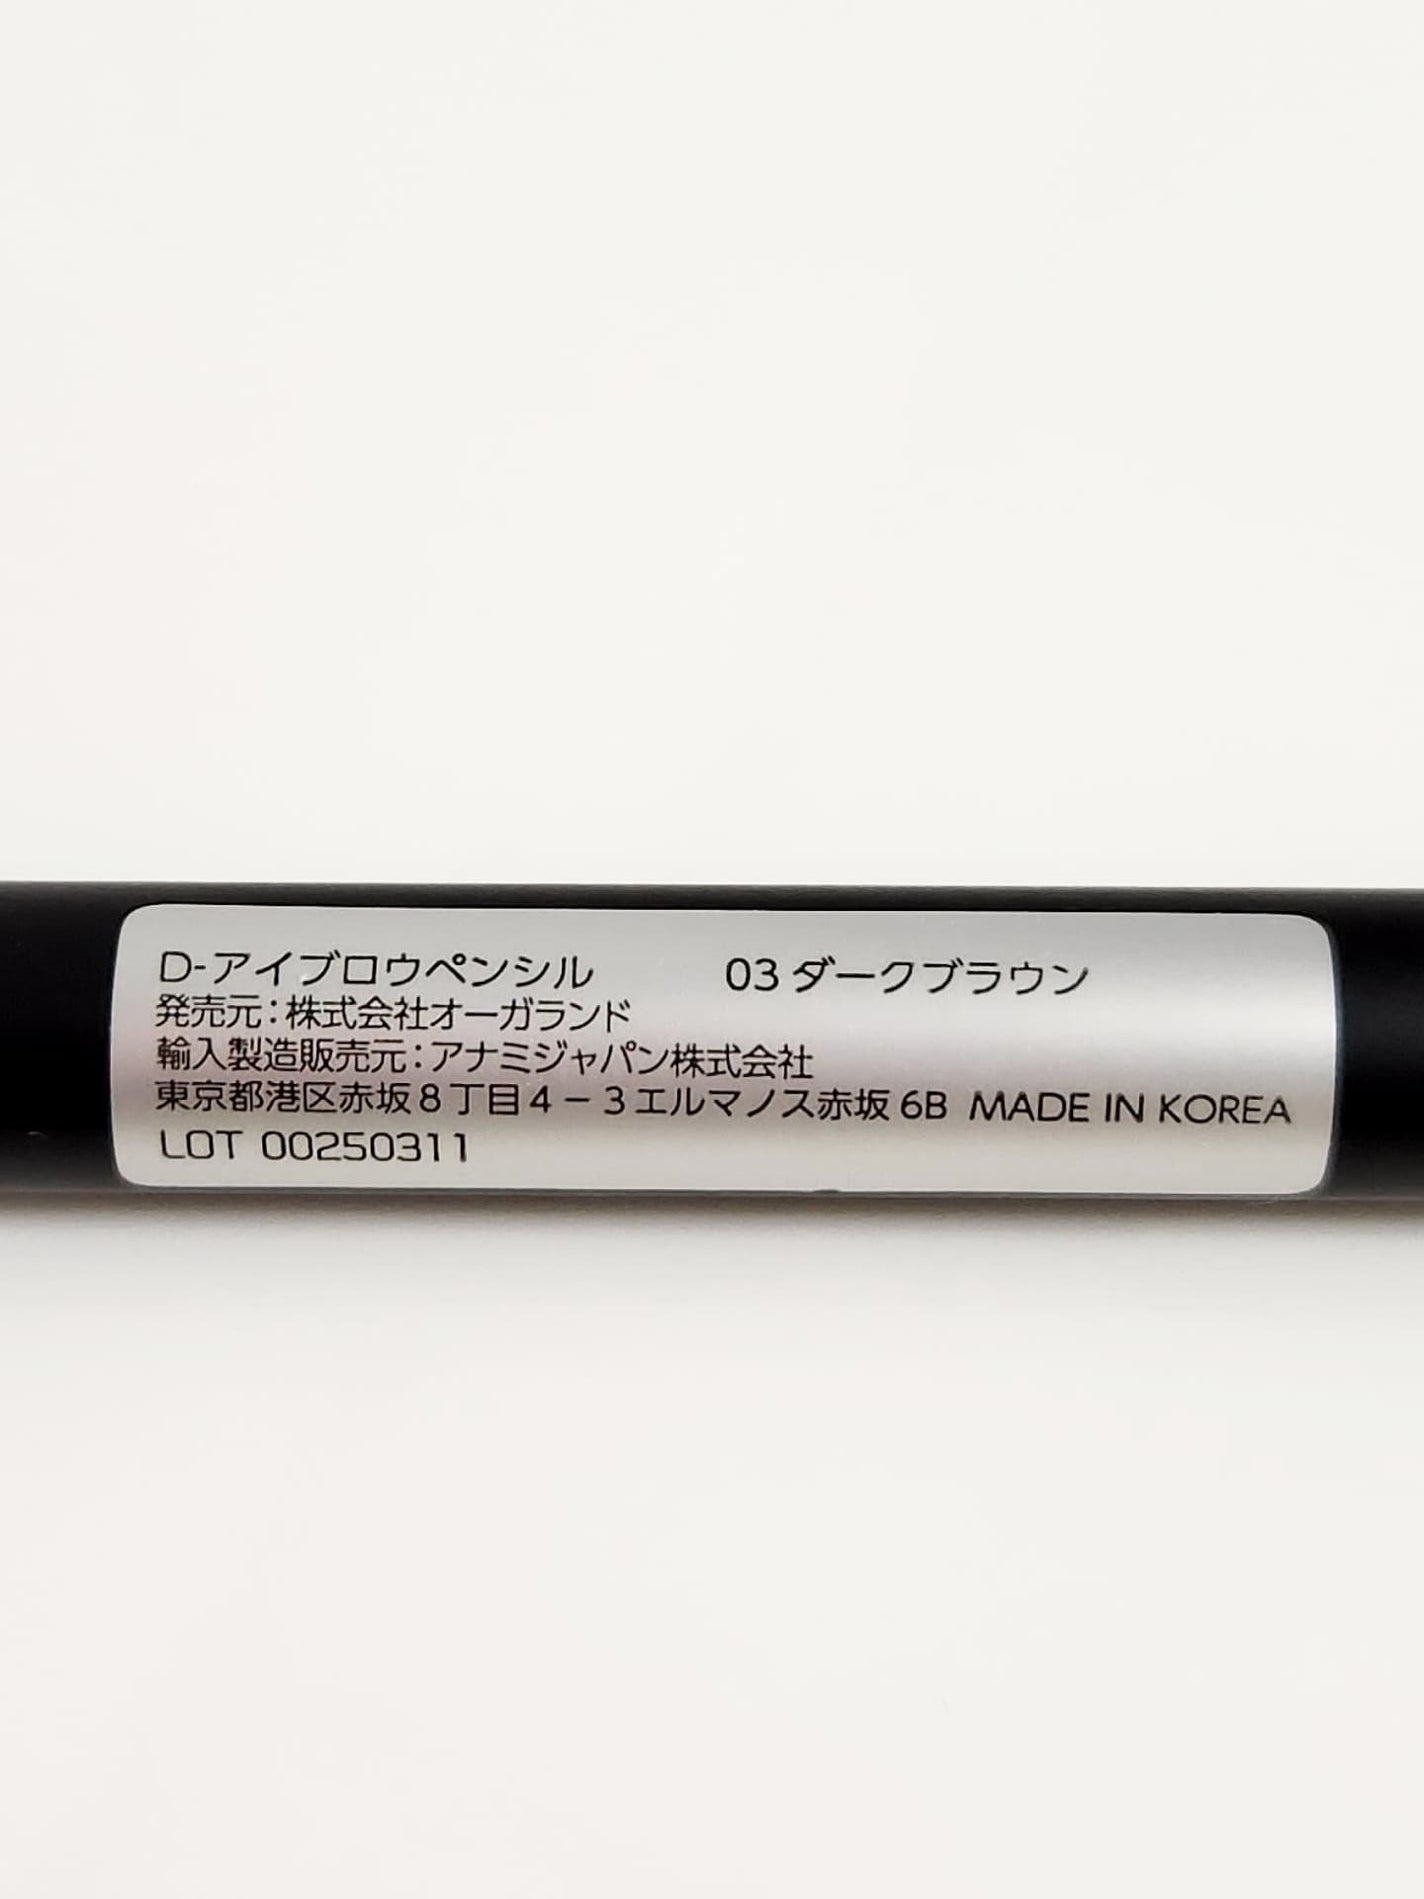 D-アイブロウペンシル　03 ダークブラウン
発売元：株式会社オーガランド
輸入製造販売元：アナミジャパン株式会社
東京都港区赤坂8丁目4－3エルマノス赤坂6B MADE IN KOREA
LOT 00250311